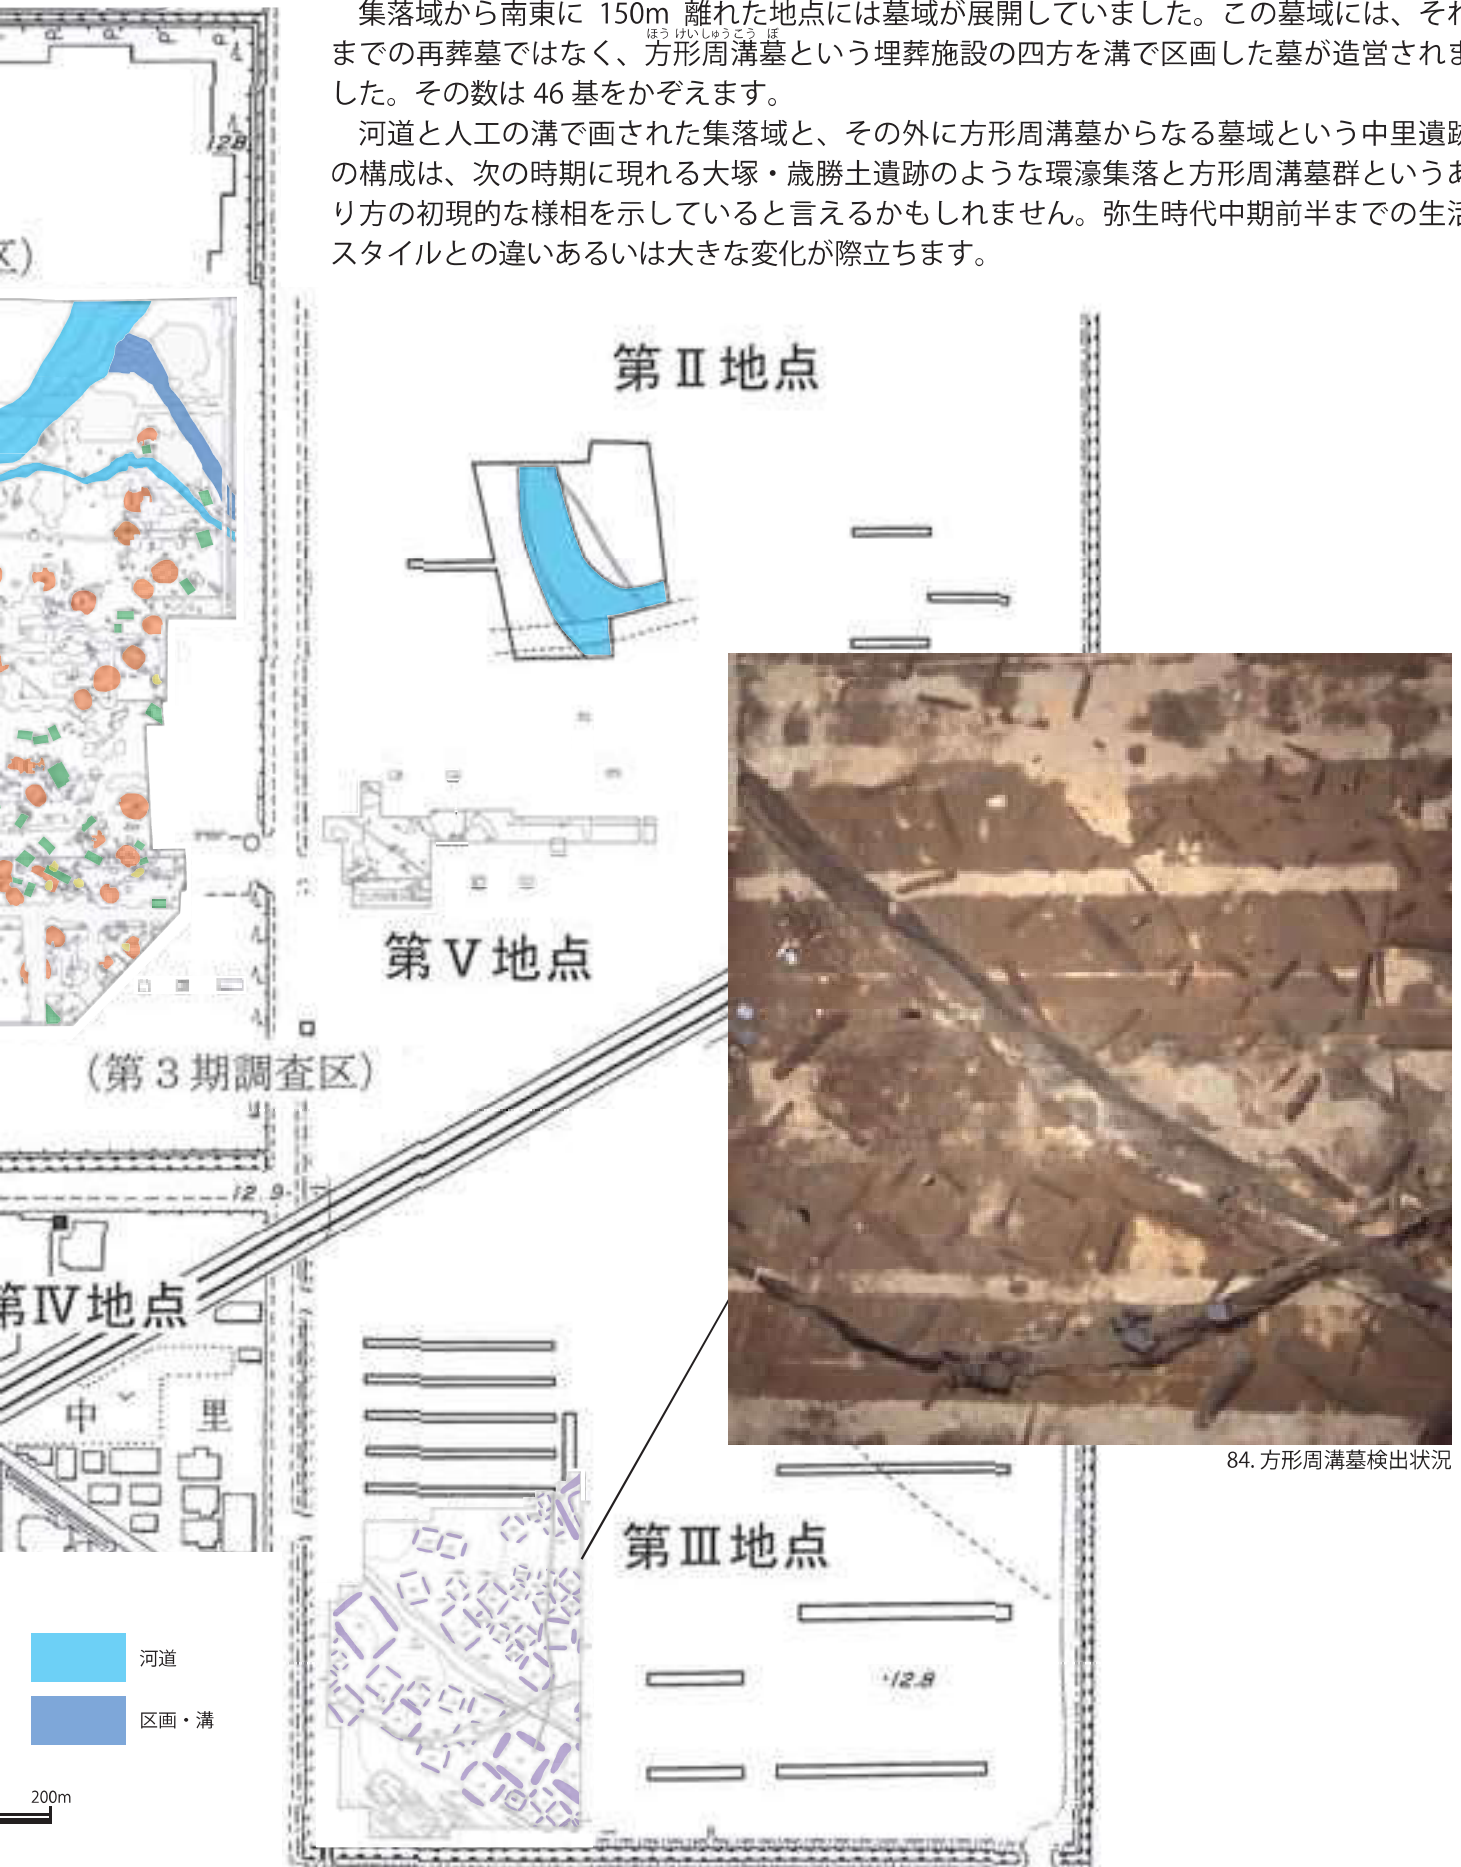 集落域から南東に 150m 離れた地点には墓域が展開していました。この墓域には、それ
ほう けい しゅう こう ぼ
までの再葬墓ではなく、方形周溝墓という埋葬施設の四方を溝で区画した墓が造営されま
した。その数は 46 基をかぞえます。
河道と人工の溝で画された集落域と、その外に方形周溝墓からなる墓域という中里遺跡
の構成は、次の時期に現れる大塚・歳勝土遺跡のような環濠集落と方形周溝墓群というあ
り方の初現的な様相を示していると言えるかもしれません。弥生時代中期前半までの生活
スタイルとの違いあるいは大きな変化が際立ちます。
128
区）
第Ⅱ地点
第Ⅴ地点
（第３期調査区）
12.9
第Ⅳ地点
中 里
84. 方形周溝墓検出状況
第Ⅲ地点
・12.8
河道
区画・溝
200m